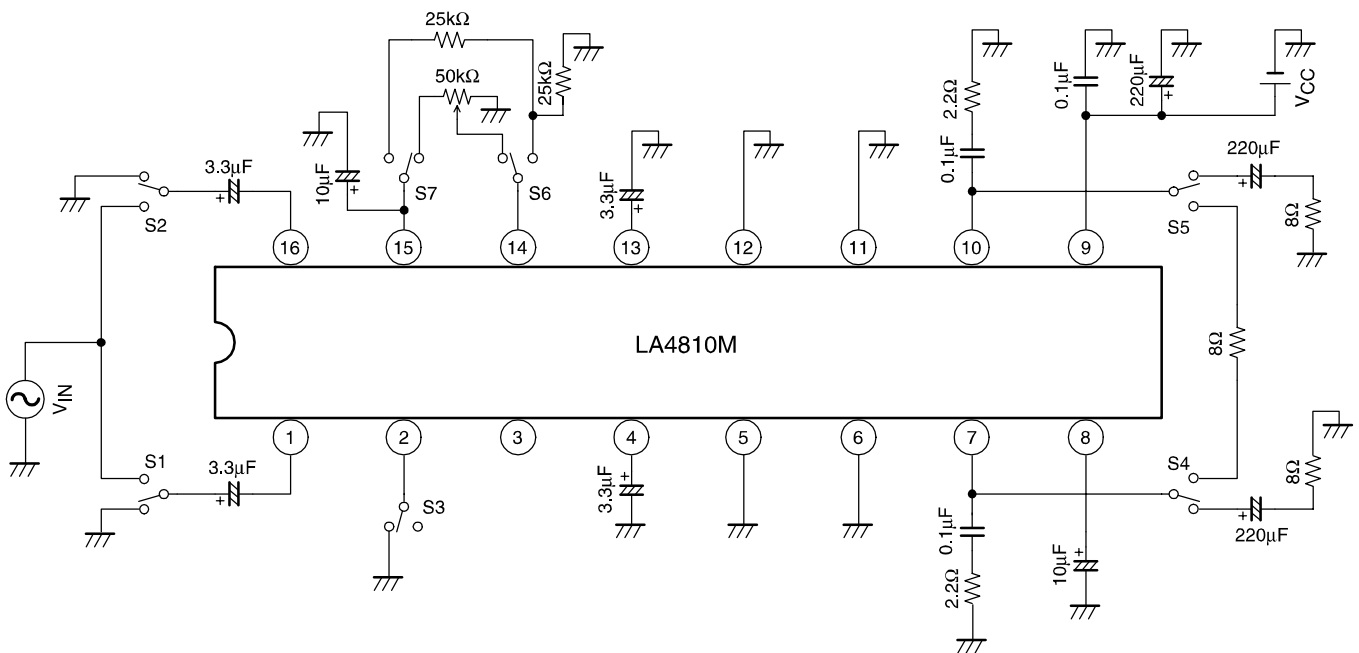 25kΩ
50kΩ
25kΩ
10µF
+
S7
S6
3.3µF
+
2.2Ω
0.1µF
0.1µF
220µF
+
VCC
3.3µF
+
S2
3.3µF
+
S5
220µF
+
8Ω
16
15
14
13
12
11
10
9
LA4810M
8Ω
VIN
1
2
3
4
5
6
7
8
S1
3.3µF
+
S3
3.3µF
+
0.1µF
2.2Ω
10µF
+
S4
8Ω
+
220µF